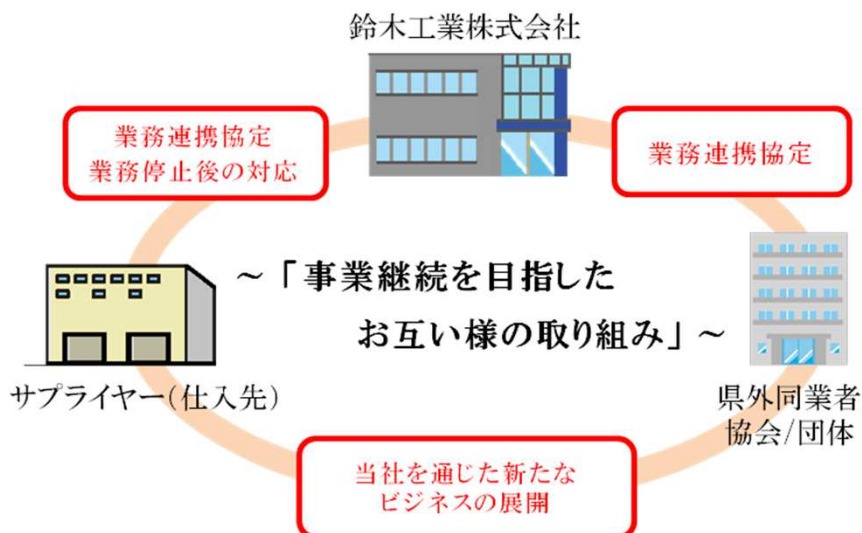 鈴木工業株式会社
業務連携協定
業務停止後の対応
業務連携協定
～「事業継続を目指した
お互い様の取り組み」～
サプライヤー(仕入先)
県外同業者
協会/団体
当社を通じた新たな
ビジネスの展開